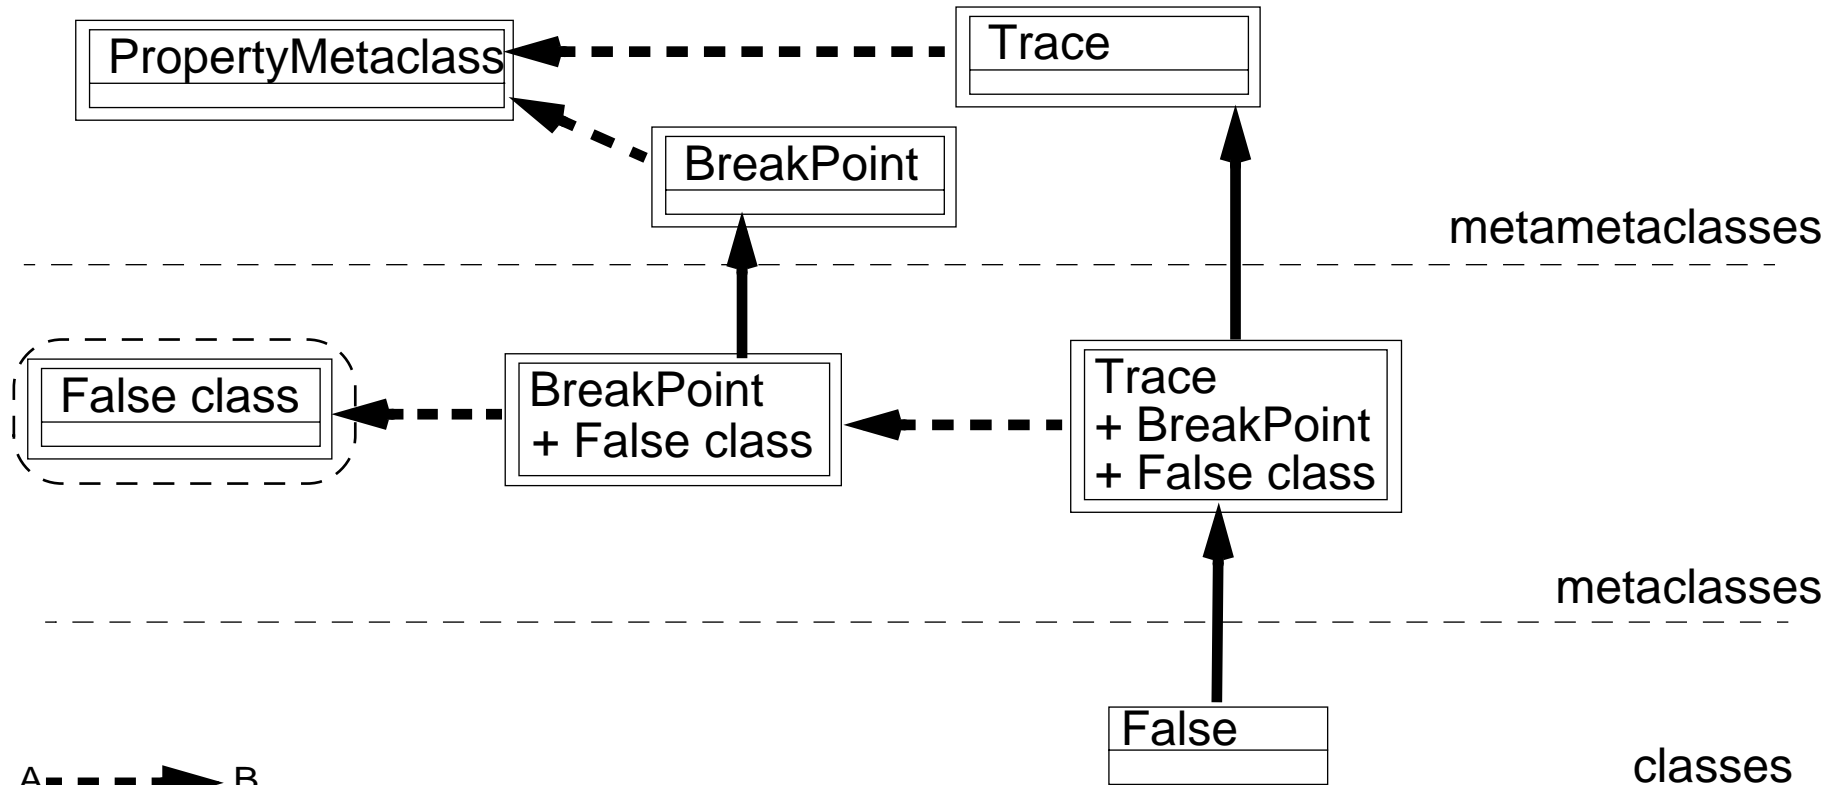 PropertyMetaclass
Trace
BreakPoint
metametaclasses
False class
BreakPoint
+ False class
Trace
+ BreakPoint
+ False class
metaclasses
False
classes
A B